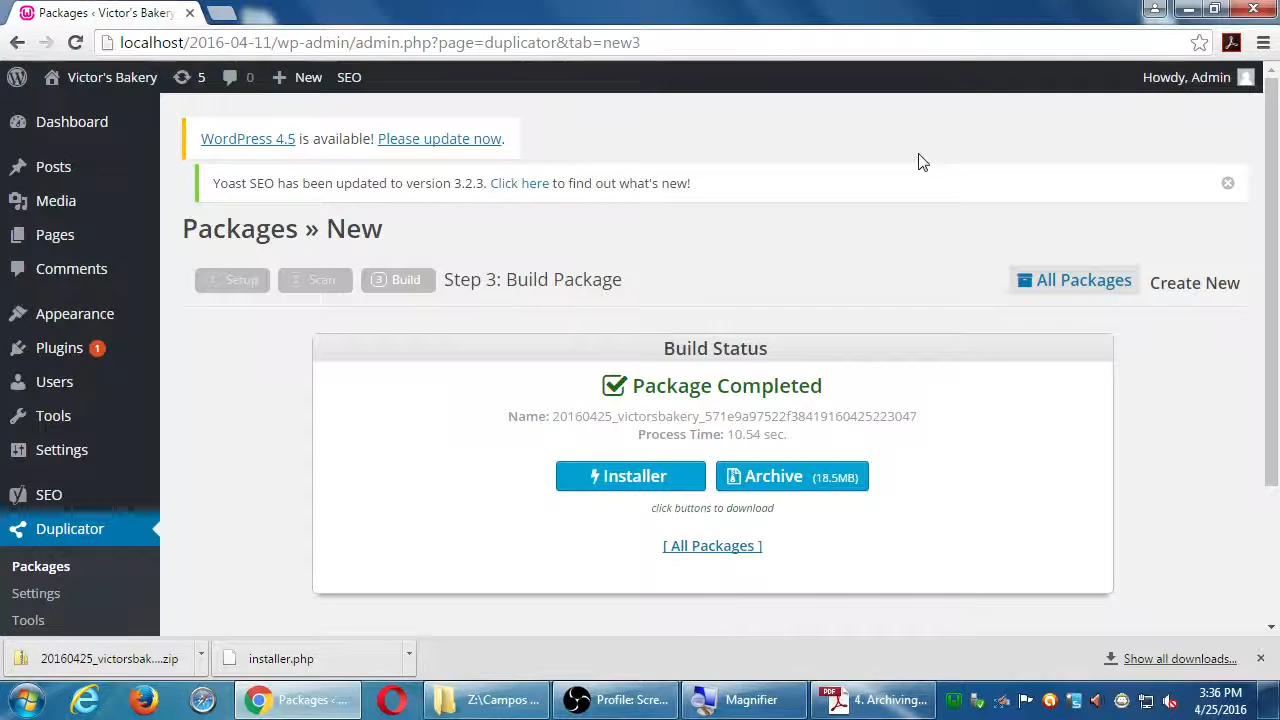 Packages ‹ Victor's Bakery
localhost/2016-04-11/wp-admin/admin.php?page=duplicator&tab=new3
Victor's Bakery 5 0 New SEO Howdy, Admin
Dashboard
Posts
Media
Pages
Comments
Appearance
Plugins 1
Users
Tools
Settings
SEO
Duplicator
Packages
Settings
Tools
WordPress 4.5 is available! Please update now.
Yoast SEO has been updated to version 3.2.3. Click here to find out what's new!
Packages » New
1 Setup 2 Scan 3 Build Step 3: Build Package All Packages Create New
Build Status
Package Completed
Name: 20160425_victorsbakery_571e9a97522f38419160425223047
Process Time: 10.54 sec.
Installer Archive (18.5MB)
click buttons to download
[ All Packages ]
20160425_victorsbak....zip installer.php Show all downloads...
Packages ‹ ... Z:\Campos ... Profile: Scre... Magnifier PDF 4. Archiving... 3:36 PM
4/25/2016